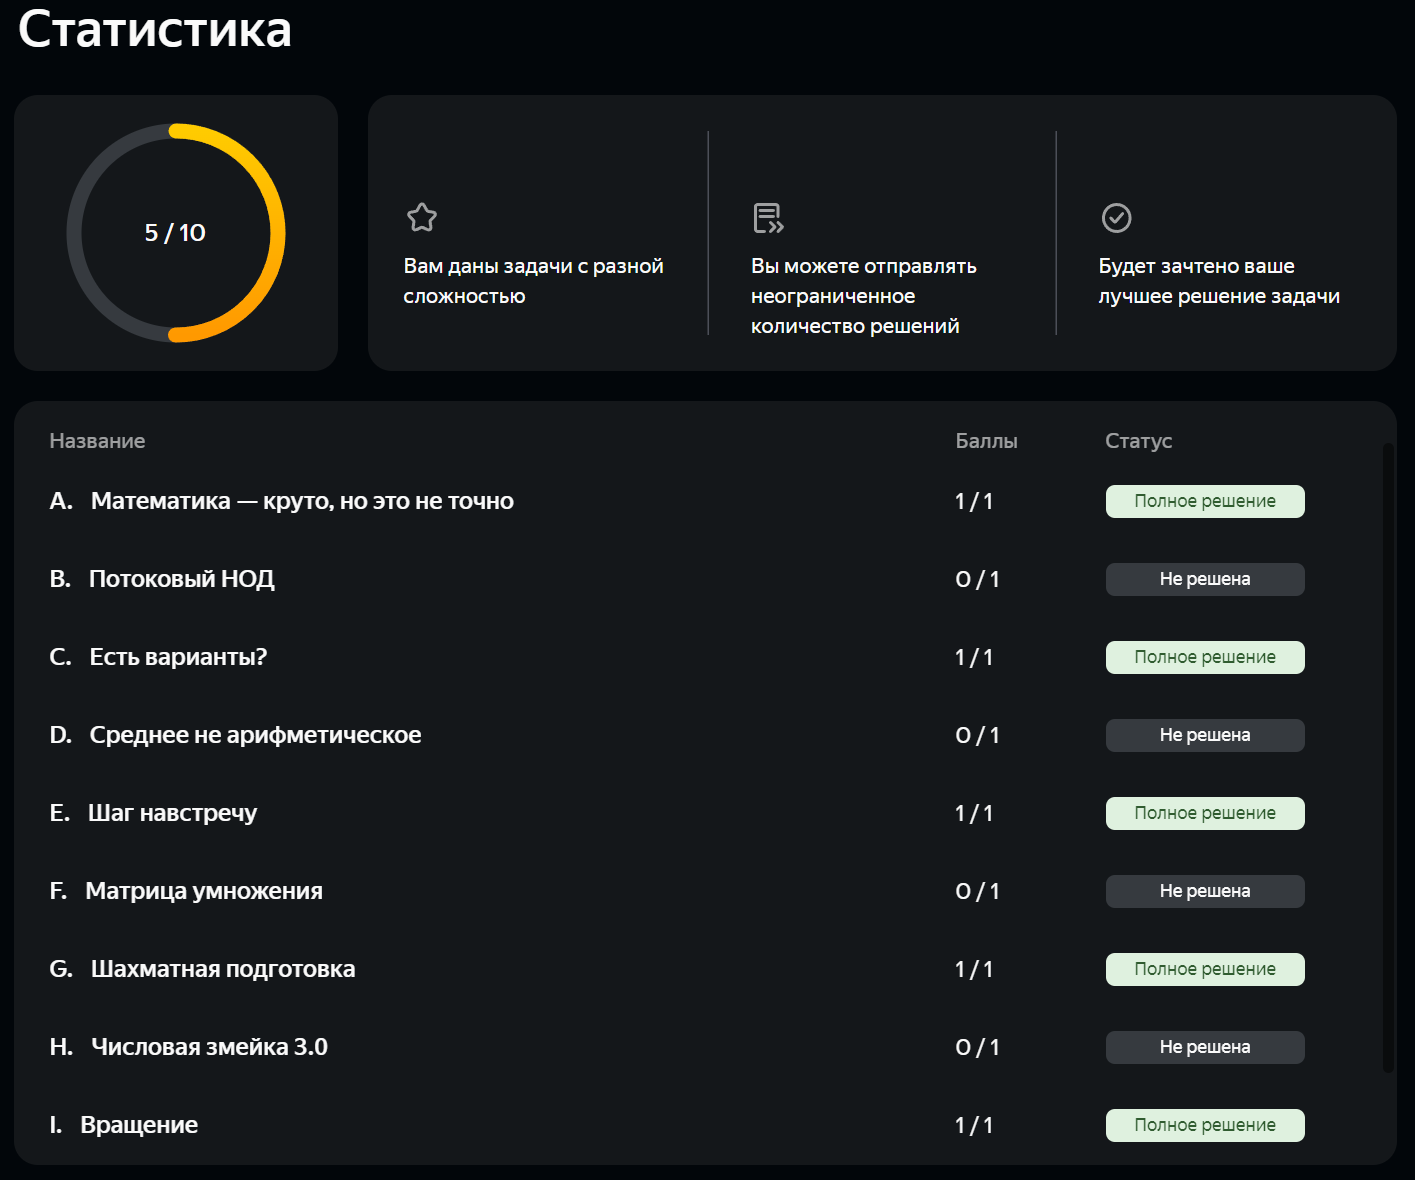 Статистика
5 / 10
Вам даны задачи с разной
сложностью
Вы можете отправлять
неограниченное
количество решений
Будет зачтено ваше
лучшее решение задачи
Название Баллы Статус
A. Математика — круто, но это не точно 1 / 1 Полное решение
B. Потоковый НОД 0 / 1 Не решена
C. Есть варианты? 1 / 1 Полное решение
D. Среднее не арифметическое 0 / 1 Не решена
E. Шаг навстречу 1 / 1 Полное решение
F. Матрица умножения 0 / 1 Не решена
G. Шахматная подготовка 1 / 1 Полное решение
H. Числовая змейка 3.0 0 / 1 Не решена
I. Вращение 1 / 1 Полное решение